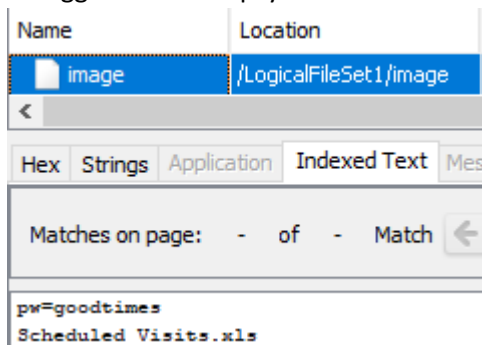 Name Location
image /LogicalFileSet1/image
<
Hex Strings Application Indexed Text Mes
Matches on page: - of - Match
pw=goodtimes
Scheduled Visits.xls